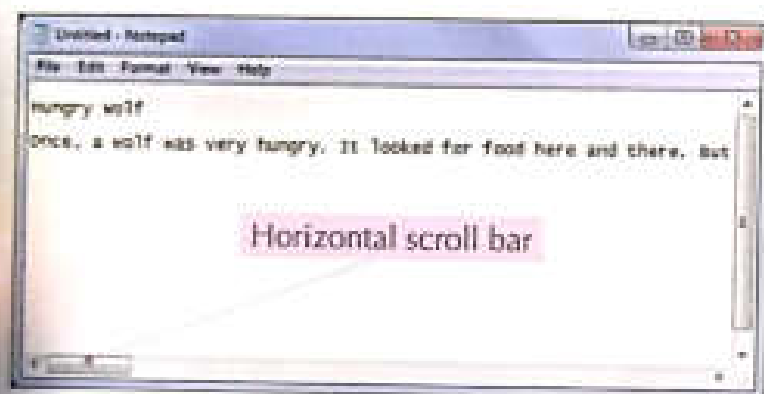 Untitled - Notepad
File Edit Format View Help
Hungry wolf
once, a wolf was very hungry. It looked for food here and there. But
Horizontal scroll bar